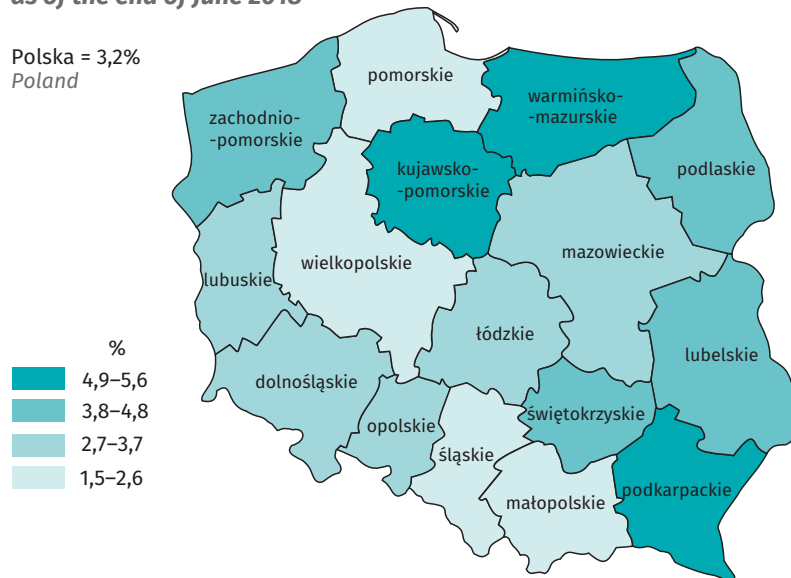 as of the end of June 2018
Polska = 3,2%
Poland
pomorskie
warmińsko-
-mazurskie
zachodnio-
-pomorskie
kujawsko-
-pomorskie
podlaskie
wielkopolskie
mazowieckie
lubuskie
łódzkie
lubelskie
dolnośląskie
opolskie
świętokrzyskie
śląskie
podkarpackie
małopolskie
%
4,9–5,6
3,8–4,8
2,7–3,7
1,5–2,6